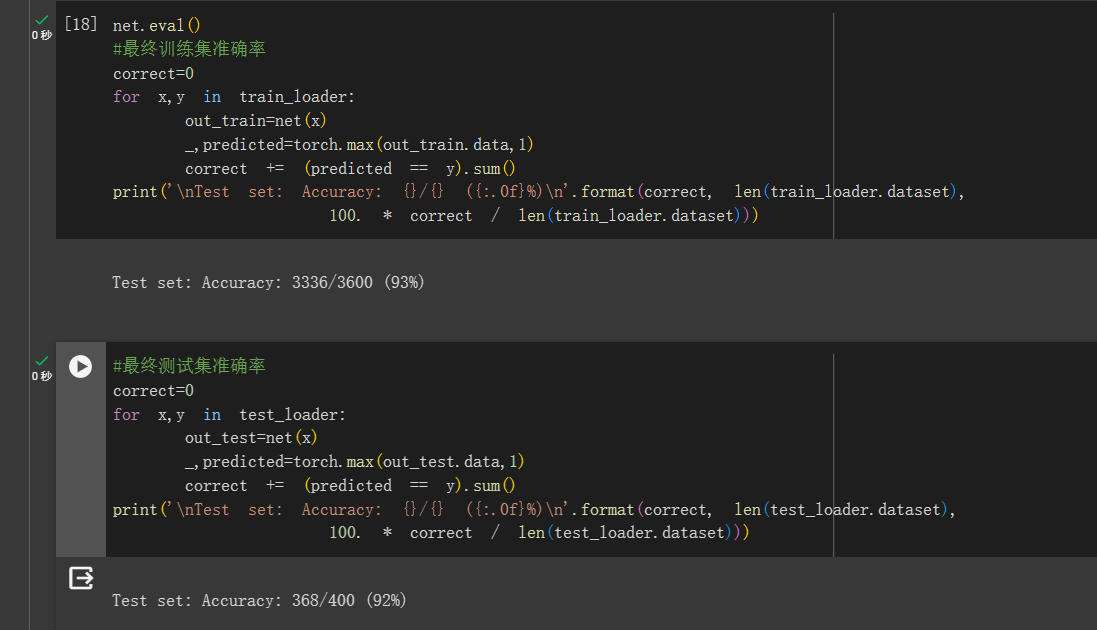 [18] net.eval()
0秒
#最终训练集准确率
correct=0
for x,y in train_loader:
out_train=net(x)
_,predicted=torch.max(out_train.data,1)
correct += (predicted == y).sum()
print('\nTest set: Accuracy: {}/{} ({:.0f}%)\n'.format(correct, len(train_loader.dataset),
100. * correct / len(train_loader.dataset)))
Test set: Accuracy: 3336/3600 (93%)
#最终测试集准确率
0秒
correct=0
for x,y in test_loader:
out_test=net(x)
_,predicted=torch.max(out_test.data,1)
correct += (predicted == y).sum()
print('\nTest set: Accuracy: {}/{} ({:.0f}%)\n'.format(correct, len(test_loader.dataset),
100. * correct / len(test_loader.dataset)))
Test set: Accuracy: 368/400 (92%)